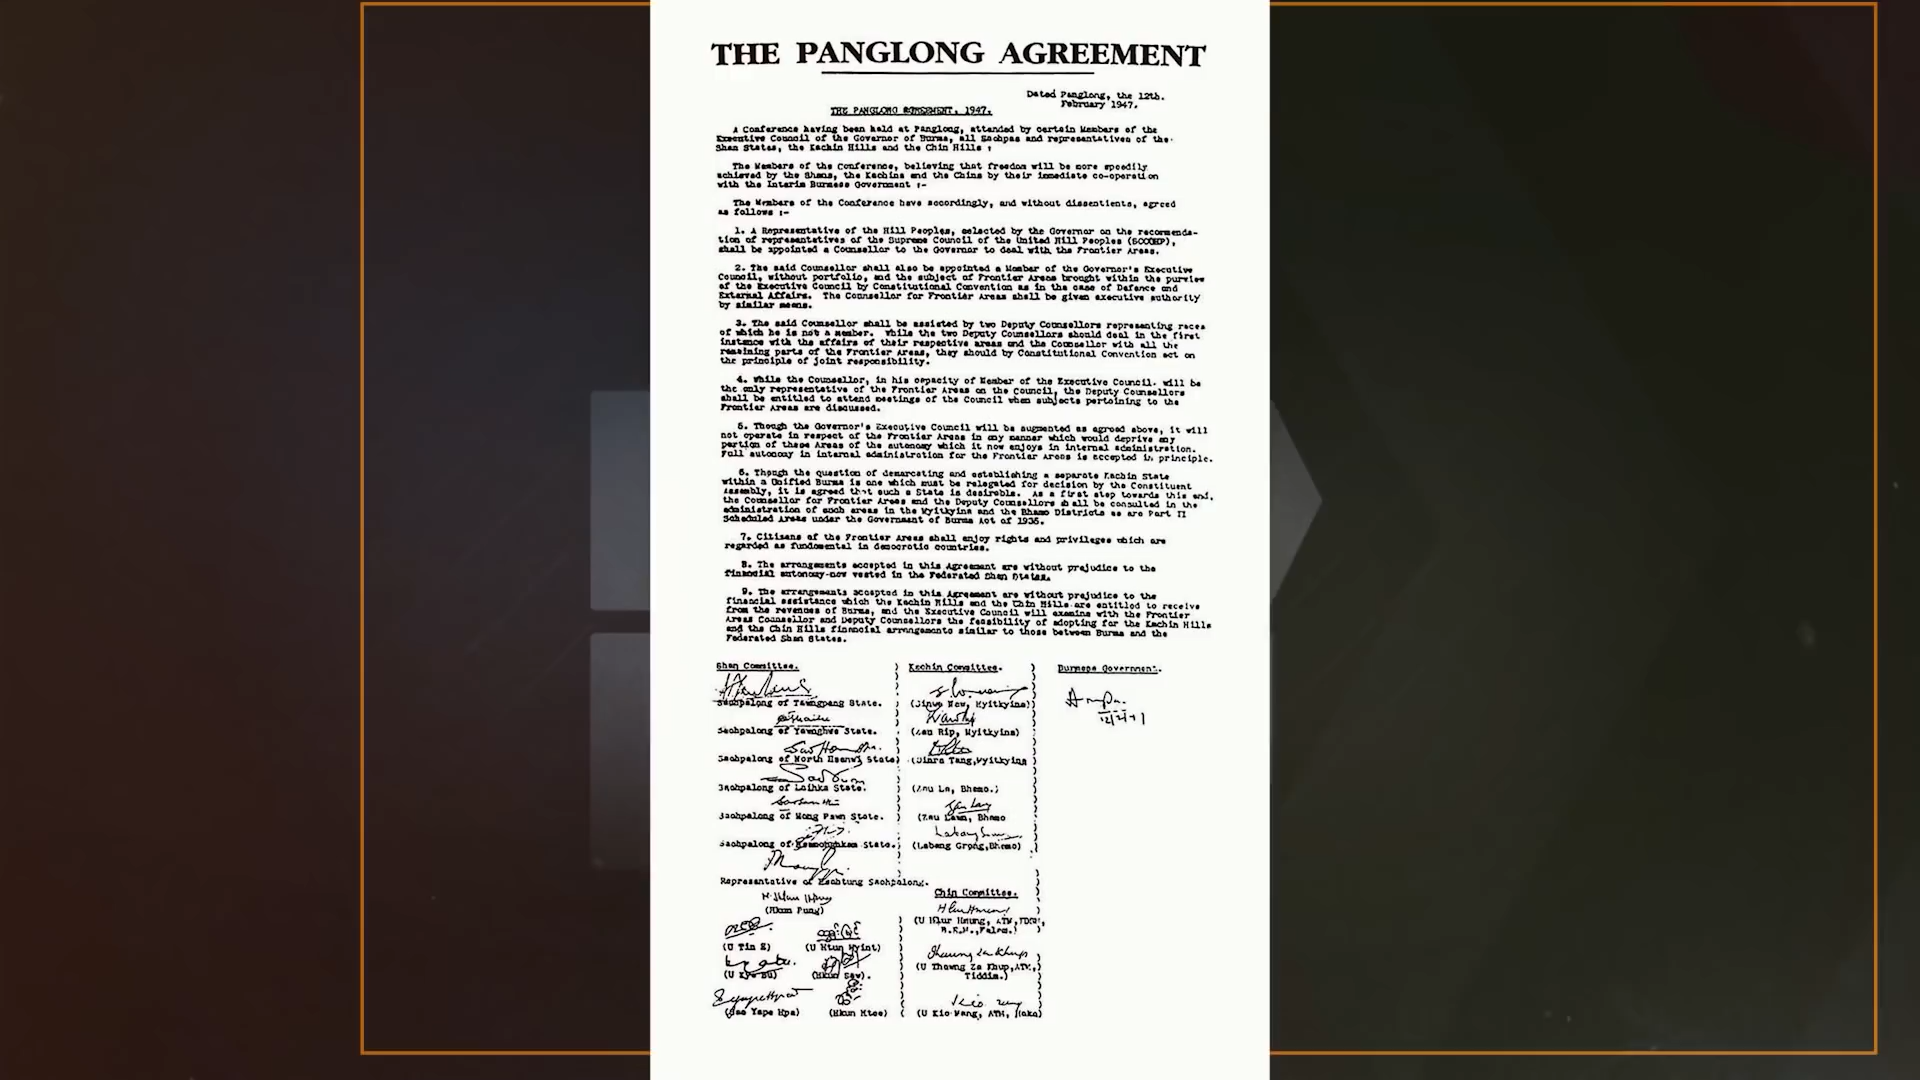 THE PANGLONG AGREEMENT
Dated Panglong, the 12th.
February 1947.
THE PANGLONG AGREEMENT, 1947.
A Conference having been held at Panglong, attended by certain Members of the
Executive Council of the Governor of Burma, all Saohpas and representatives of the
Shan States, the Kachin Hills and the Chin Hills :
The Members of the Conference, believing that freedom will be more speedily
achieved by the Shans, the Kachins and the Chins by their immediate co-operation
with the Interim Burmese Government :-
The Members of the Conference have accordingly, and without dissentients, agreed
as follows :-
1. A Representative of the Hill Peoples, selected by the Governor on the recommenda-
tion of representatives of the Supreme Council of the United Hill Peoples (SCOUHP),
shall be appointed a Counsellor to the Governor to deal with the Frontier Areas.
2. The said Counsellor shall also be appointed a Member of the Governor's Executive
Council, without portfolio, and the subject of Frontier Areas brought within the purview
of the Executive Council by Constitutional Convention as in the case of Defence and
External Affairs. The Counsellor for Frontier Areas shall be given executive authority
by similar means.
3. The said Counsellor shall be assisted by two Deputy Counsellors representing races
of which he is not a member. While the two Deputy Counsellors should deal in the first
instance with the affairs of their respective areas and the Counsellor with all the
remaining parts of the Frontier Areas, they should by Constitutional Convention act on
the principle of joint responsibility.
4. While the Counsellor, in his capacity of Member of the Executive Council. will be
the only representative of the Frontier Areas on the Council, the Deputy Counsellors
shall be entitled to attend meetings of the Council when subjects pertaining to the
Frontier Areas are discussed.
5. Though the Governor's Executive Council will be augmented as agreed above, it will
not operate in respect of the Frontier Areas in any manner which would deprive any
portion of these Areas of the autonomy which it now enjoys in internal administration.
Full autonomy in internal administration for the Frontier Areas is accepted in principle.
6. Though the question of demarcating and establishing a separate Kachin State
within a Unified Burma is one which must be relegated for decision by the Constituent
Assembly, it is agreed that such a State is desirable. As a first step towards this end,
the Counsellor for Frontier Areas and the Deputy Counsellors shall be consulted in the
administration of such areas in the Myitkyina and the Bhamo Districts as are Part II
Scheduled Areas under the Government of Burma Act of 1935.
7. Citizens of the Frontier Areas shall enjoy rights and privileges which are
regarded as fundamental in democratic countries.
8. The arrangements accepted in this Agreement are without prejudice to the
financial autonomy now vested in the Federated Shan States.
9. The arrangements accepted in this Agreement are without prejudice to the
financial assistance which the Kachin Hills and the Chin Hills are entitled to receive
from the revenues of Burma, and the Executive Council will examine with the Frontier
Areas Counsellor and Deputy Counsellors the feasibility of adopting for the Kachin Hills
and the Chin Hills financial arrangements similar to those between Burma and the
Federated Shan States.
Shan Committee.
Saohpalong of Tawngpeng State.
Saohpalong of Yawnghwe State.
Saohpalong of North Hsenwi State
Saohpalong of Laihka State.
Saohpalong of Mong Pawn State.
Saohpalong of State.
Representative of Saohpalong.
(Hkun Pung)
(U Tin E) (U Htun Myint)
(U Kya Bu) (Hkun Saw).
(Sao Yape Hpa) (Hkun Htee)
Kachin Committee.
(Sinwa Naw, Myitkyina)
(Zau Rip, Myitkyina)
(Dinra Tang, Myitkyina
(Zau La, Bhamo.)
(Zau Lawn, Bhamo
(Labang Grong, Bhamo)
Chin Committee.
(U Hlur Hmung, ATM, IDSM,
B.E.M., Falam.)
(U Thawng Za Khup, ATM,
Tiddim.)
(U Kio Mang, ATM, Haka)
Burmese Government.